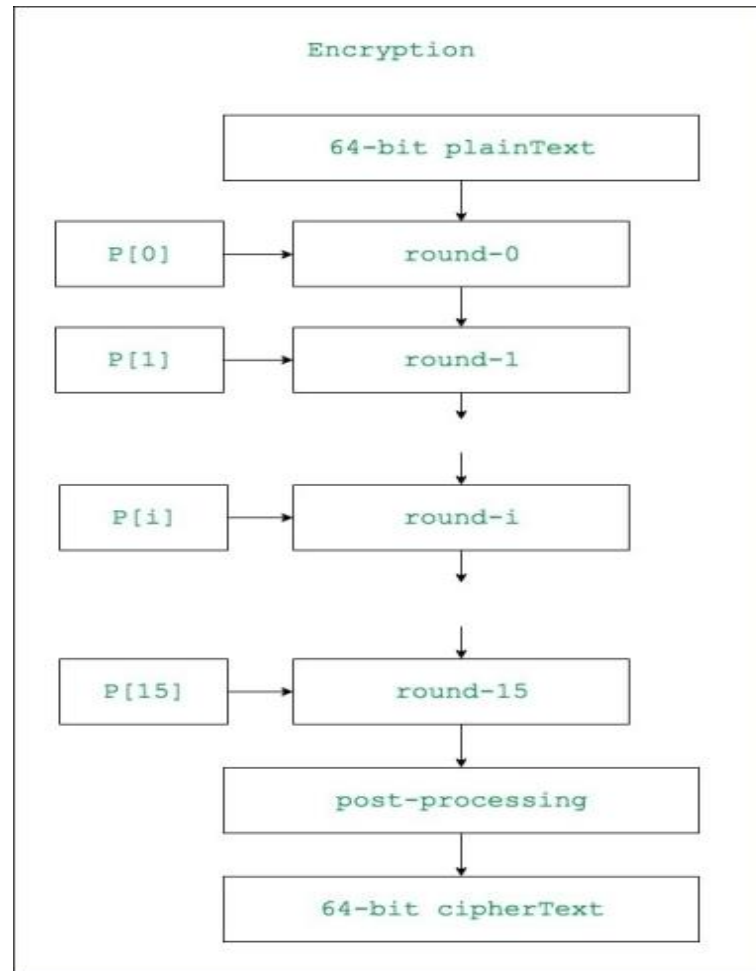 Encryption
64-bit plainText
P[0]
round-0
P[1]
round-1
P[i]
round-i
P[15]
round-15
post-processing
64-bit cipherText